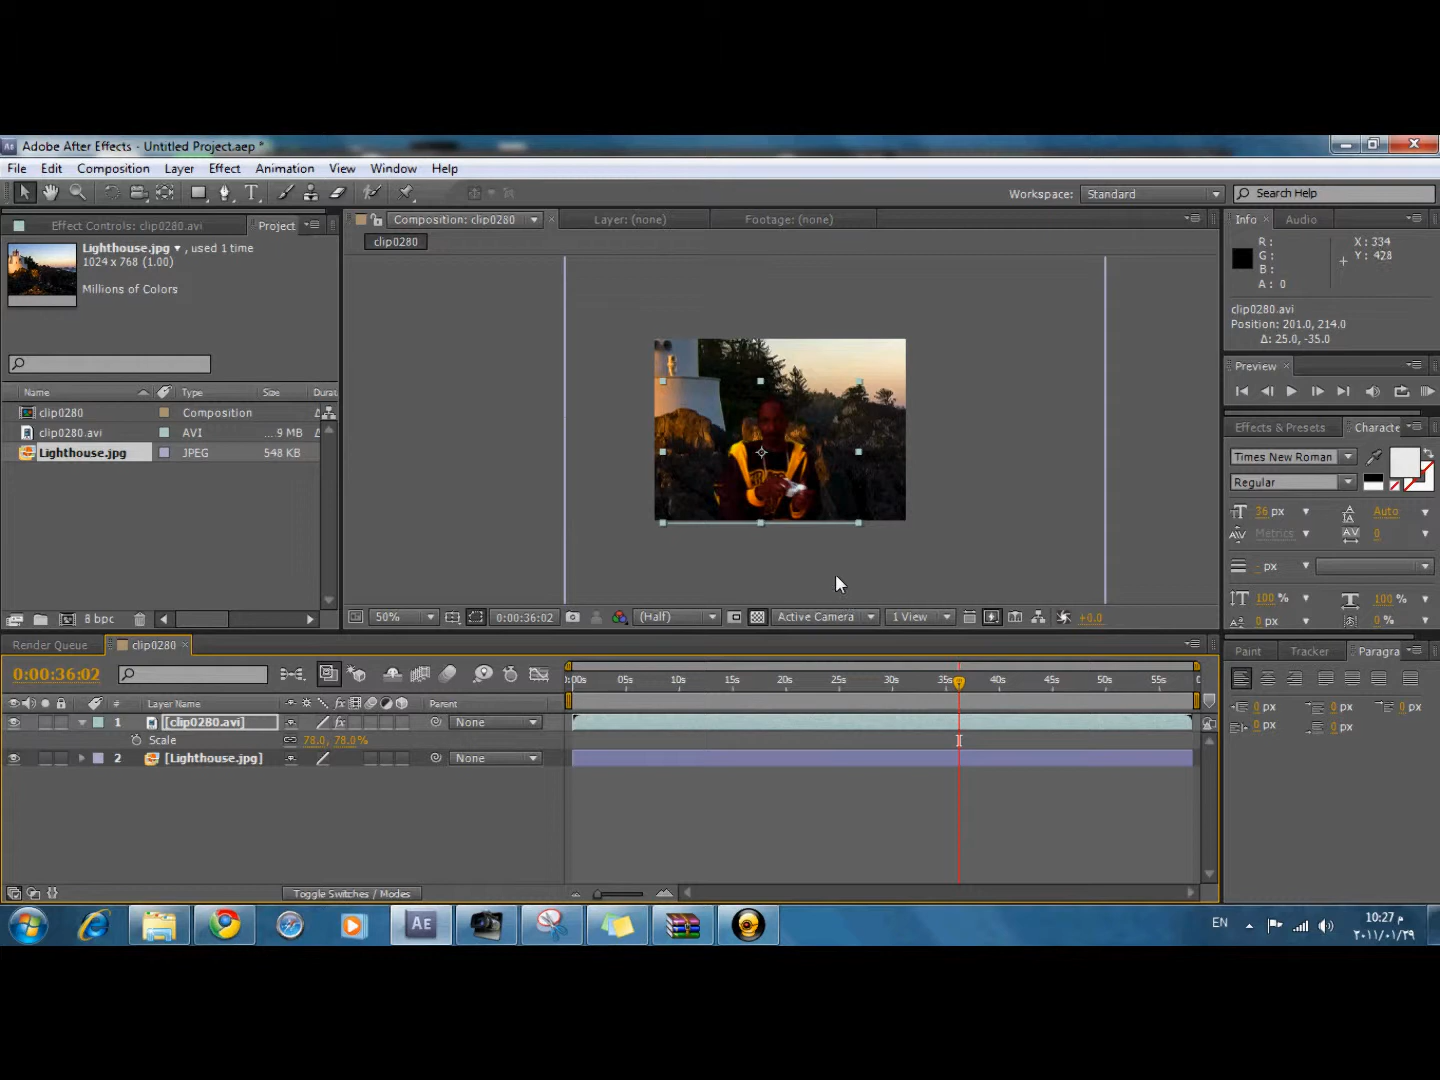 Adobe After Effects - Untitled Project.aep *
File Edit Composition Layer Effect Animation View Window Help
Workspace: Standard Search Help
Effect Controls: clip0280.avi Project
Composition: clip0280 Layer: (none) Footage: (none)
Info Audio
Lighthouse.jpg , used 1 time
1024 x 768 (1.00)
Millions of Colors
clip0280
R :
G :
B :
A : 0
X : 334
Y : 428
clip0280.avi
Position: 201.0, 214.0
Δ: 25.0, -35.0
Preview
Name Type Size Durat
clip0280 Composition
clip0280.avi AVI ....9 MB
Lighthouse.jpg JPEG 548 KB
Effects & Presets Characte
Times New Roman
Regular
36 px Auto
Metrics 0
- px
100 % 100 %
0 px 0 %
8 bpc
50% 0:00:36:02 (Half) Active Camera 1 View +0.0
Render Queue clip0280
Paint Tracker Paragra
0:00:36:02
:00s 05s 10s 15s 20s 25s 30s 35s 40s 45s 50s 55s
# Layer Name fx Parent
1 [clip0280.avi] fx None
Scale 78.0, 78.0%
2 [Lighthouse.jpg] None
0 px 0 px 0 px
0 px 0 px
Toggle Switches / Modes
AE
EN
10:27 م
٢٠١١/٠١/٢٩